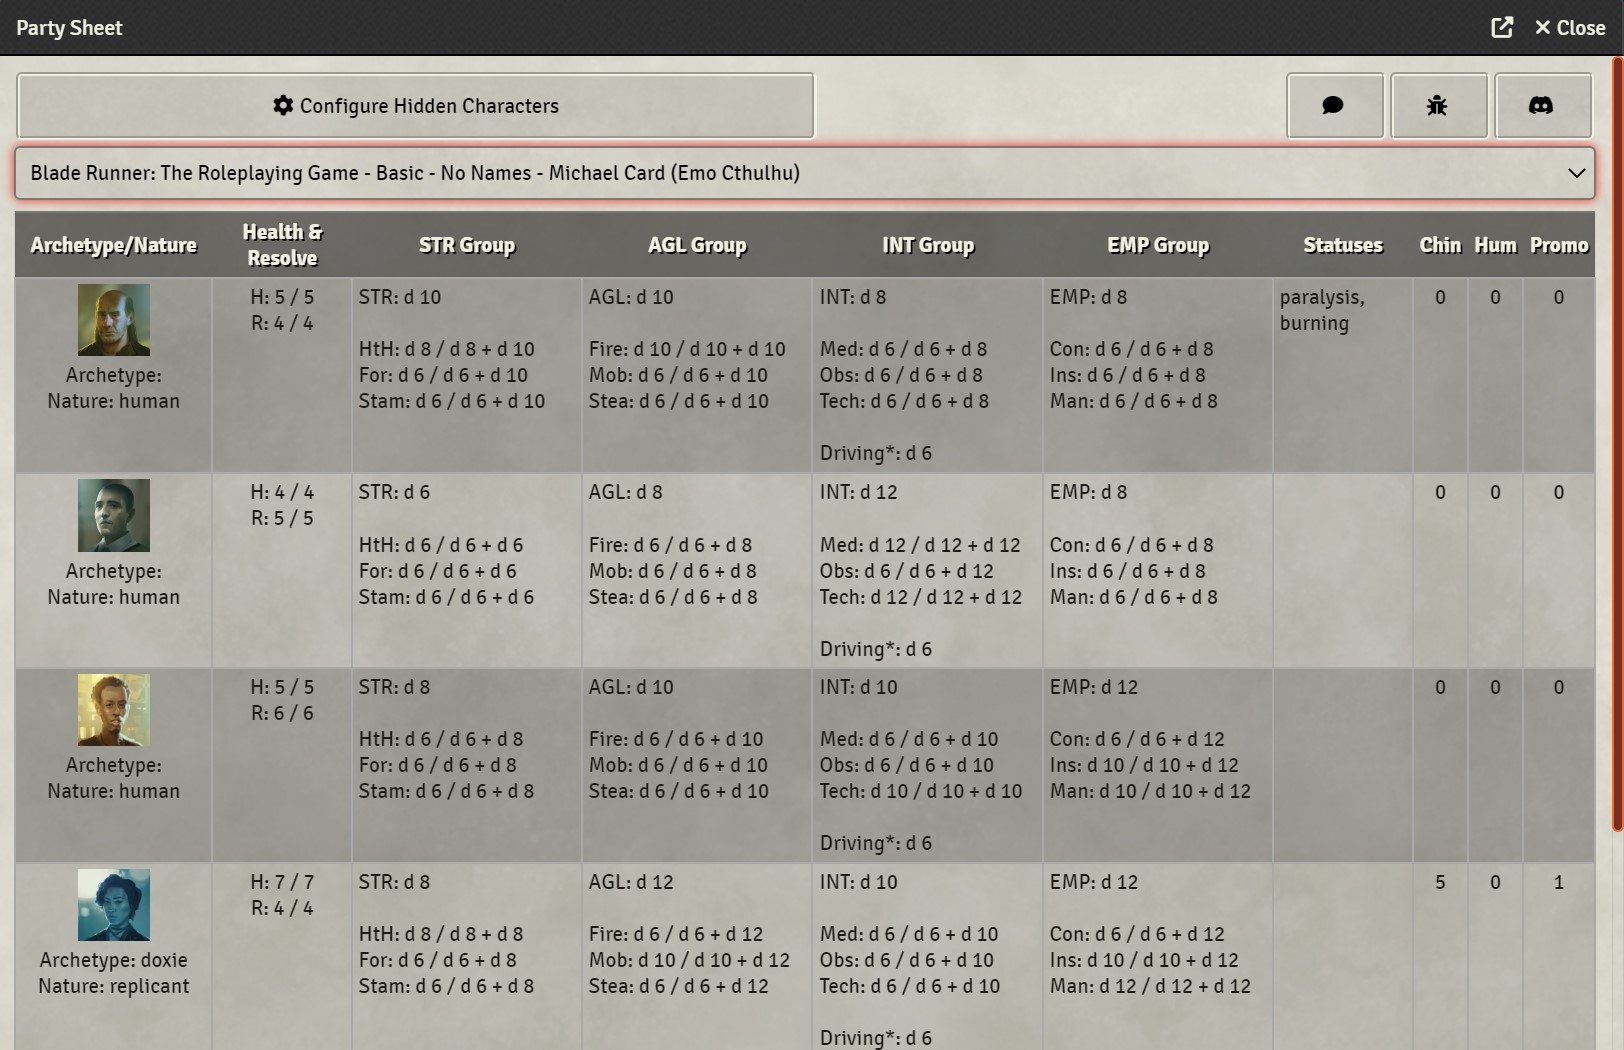 Party Sheet
Close
Configure Hidden Characters
Blade Runner: The Roleplaying Game - Basic - No Names - Michael Card (Emo Cthulhu)
Archetype/Nature Health & Resolve STR Group AGL Group INT Group EMP Group Statuses Chin Hum Promo
Archetype:
Nature: human
H: 5 / 5
R: 4 / 4
STR: d 10
HtH: d 8 / d 8 + d 10
For: d 6 / d 6 + d 10
Stam: d 6 / d 6 + d 10
AGL: d 10
Fire: d 10 / d 10 + d 10
Mob: d 6 / d 6 + d 10
Stea: d 6 / d 6 + d 10
INT: d 8
Med: d 6 / d 6 + d 8
Obs: d 6 / d 6 + d 8
Tech: d 6 / d 6 + d 8
Driving*: d 6
EMP: d 8
Con: d 6 / d 6 + d 8
Ins: d 6 / d 6 + d 8
Man: d 6 / d 6 + d 8
paralysis,
burning
0
0
0
Archetype:
Nature: human
H: 4 / 4
R: 5 / 5
STR: d 6
HtH: d 6 / d 6 + d 6
For: d 6 / d 6 + d 6
Stam: d 6 / d 6 + d 6
AGL: d 8
Fire: d 6 / d 6 + d 8
Mob: d 6 / d 6 + d 8
Stea: d 6 / d 6 + d 8
INT: d 12
Med: d 12 / d 12 + d 12
Obs: d 6 / d 6 + d 12
Tech: d 12 / d 12 + d 12
Driving*: d 6
EMP: d 8
Con: d 6 / d 6 + d 8
Ins: d 6 / d 6 + d 8
Man: d 6 / d 6 + d 8
0
0
0
Archetype:
Nature: human
H: 5 / 5
R: 6 / 6
STR: d 8
HtH: d 6 / d 6 + d 8
For: d 6 / d 6 + d 8
Stam: d 6 / d 6 + d 8
AGL: d 10
Fire: d 6 / d 6 + d 10
Mob: d 6 / d 6 + d 10
Stea: d 6 / d 6 + d 10
INT: d 10
Med: d 6 / d 6 + d 10
Obs: d 6 / d 6 + d 10
Tech: d 10 / d 10 + d 10
Driving*: d 6
EMP: d 12
Con: d 6 / d 6 + d 12
Ins: d 10 / d 10 + d 12
Man: d 10 / d 10 + d 12
0
0
0
Archetype: doxie
Nature: replicant
H: 7 / 7
R: 4 / 4
STR: d 8
HtH: d 8 / d 8 + d 8
For: d 6 / d 6 + d 8
Stam: d 6 / d 6 + d 8
AGL: d 12
Fire: d 6 / d 6 + d 12
Mob: d 10 / d 10 + d 12
Stea: d 6 / d 6 + d 12
INT: d 10
Med: d 6 / d 6 + d 10
Obs: d 6 / d 6 + d 10
Tech: d 6 / d 6 + d 10
Driving*: d 6
EMP: d 12
Con: d 6 / d 6 + d 12
Ins: d 10 / d 10 + d 12
Man: d 12 / d 12 + d 12
5
0
1